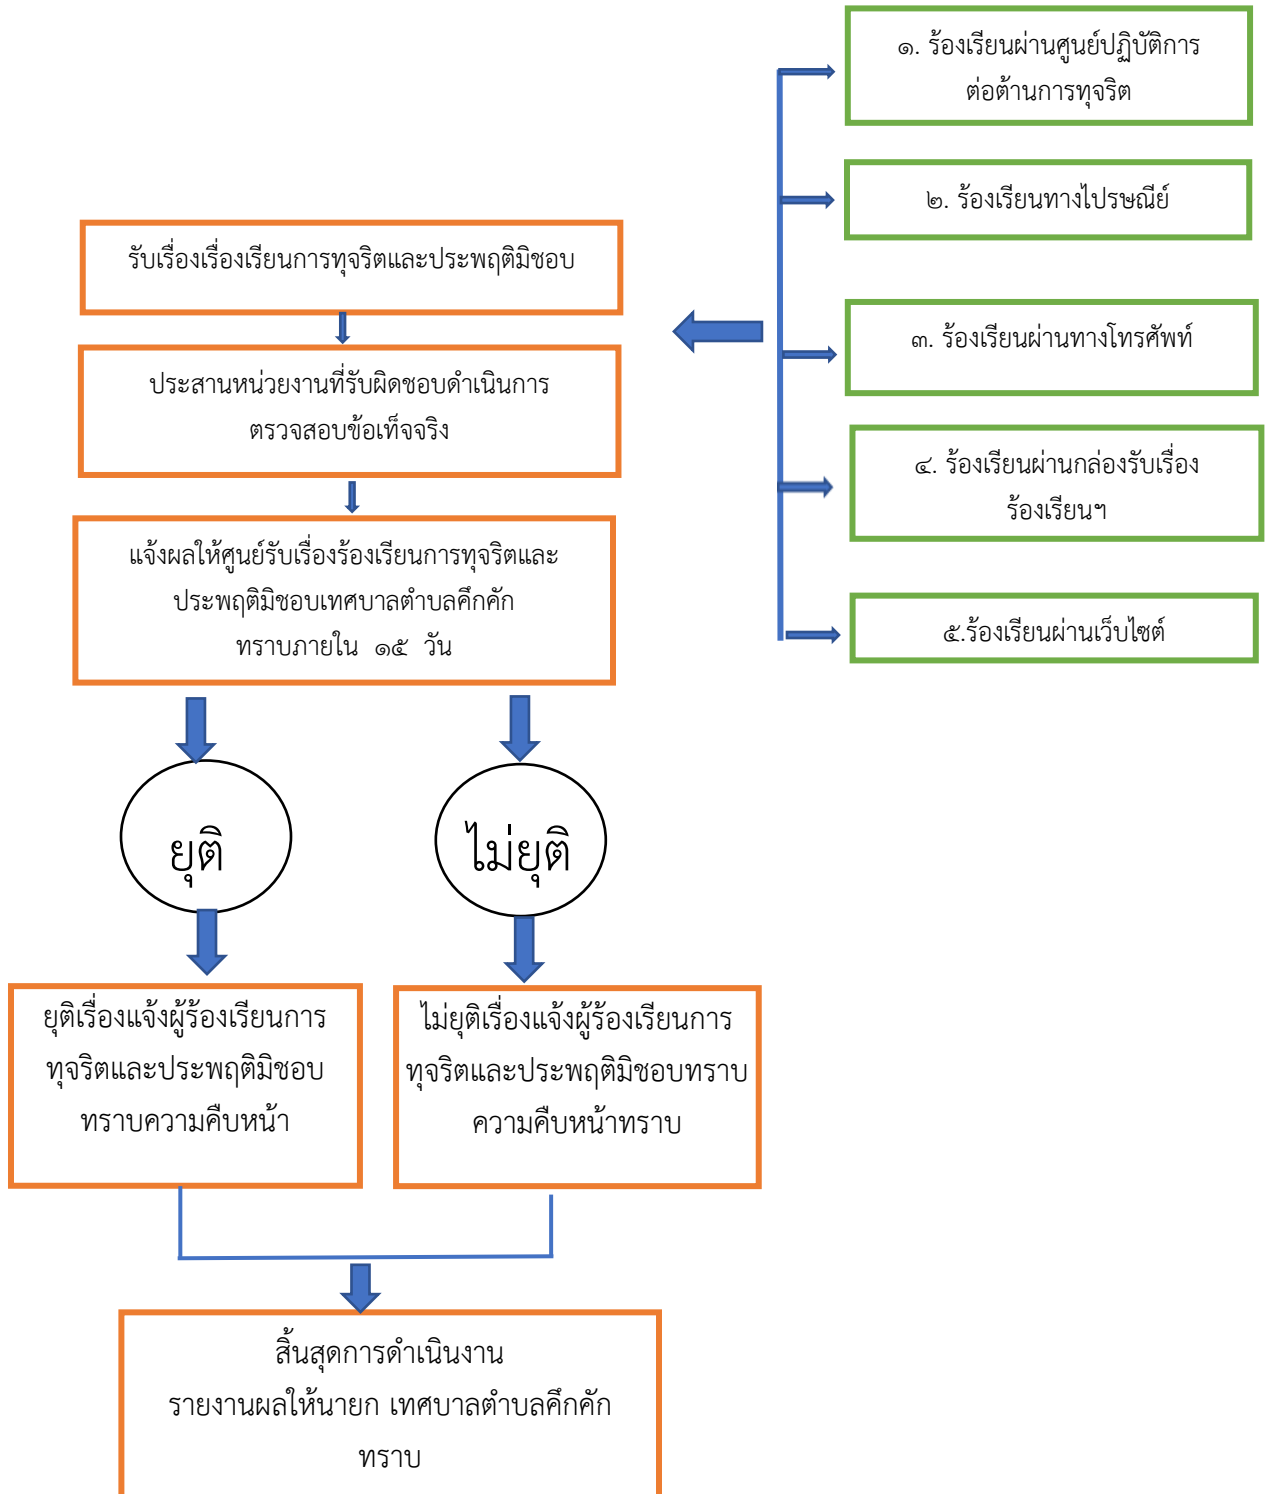 ๑. ร้องเรียนผ่านศูนย์ปฏิบัติการ
ต่อต้านการทุจริต
๒. ร้องเรียนทางไปรษณีย์
๓. ร้องเรียนผ่านทางโทรศัพท์
๔. ร้องเรียนผ่านกล่องรับเรื่อง
ร้องเรียนฯ
๕.ร้องเรียนผ่านเว็บไซต์
รับเรื่องเรื่องเรียนการทุจริตและประพฤติมิชอบ
ประสานหน่วยงานที่รับผิดชอบดำเนินการ
ตรวจสอบข้อเท็จจริง
แจ้งผลให้ศูนย์รับเรื่องร้องเรียนการทุจริตและ
ประพฤติมิชอบเทศบาลตำบลคึกคัก
ทราบภายใน ๑๕ วัน
ยุติ
ไม่ยุติ
ยุติเรื่องแจ้งผู้ร้องเรียนการ
ทุจริตและประพฤติมิชอบ
ทราบความคืบหน้า
ไม่ยุติเรื่องแจ้งผู้ร้องเรียนการ
ทุจริตและประพฤติมิชอบทราบ
ความคืบหน้าทราบ
สิ้นสุดการดำเนินงาน
รายงานผลให้นายก เทศบาลตำบลคึกคัก
ทราบ